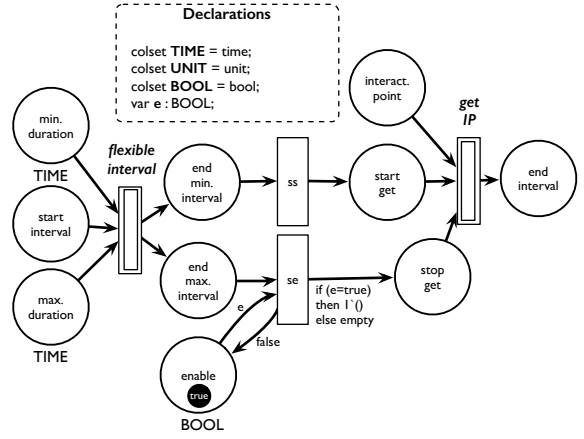 Declarations
colset TIME = time;
colset UNIT = unit;
colset BOOL = bool;
var e : BOOL;
min.
duration
TIME
start
interval
max.
duration
TIME
flexible
interval
end
min.
interval
end
max.
interval
ss
se
e
false
enable
true
BOOL
if (e=true)
then 1`()
else empty
interact.
point
start
get
stop
get
get
IP
end
interval